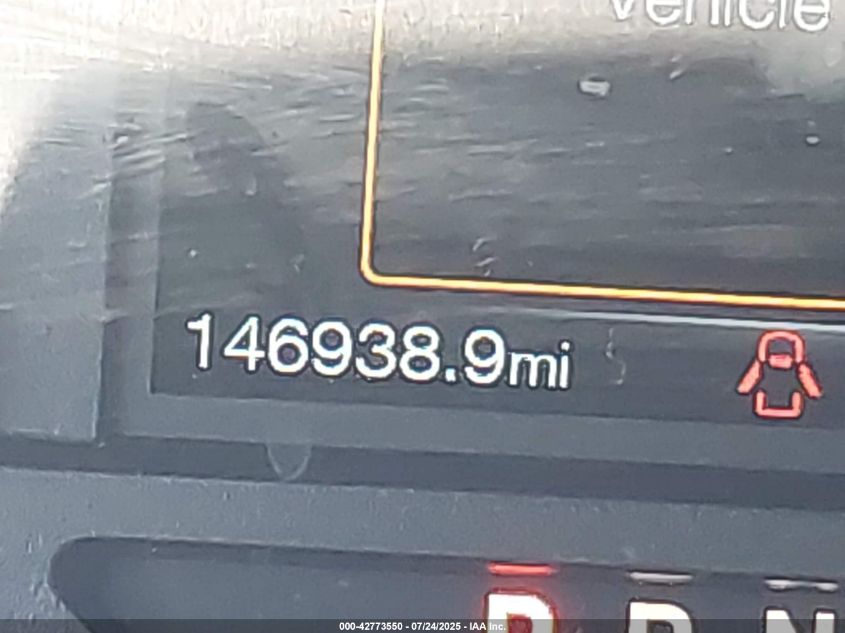 Vehicle
146938.9mi
P R N
000-42773550 - 07/24/2025 - IAA Inc.